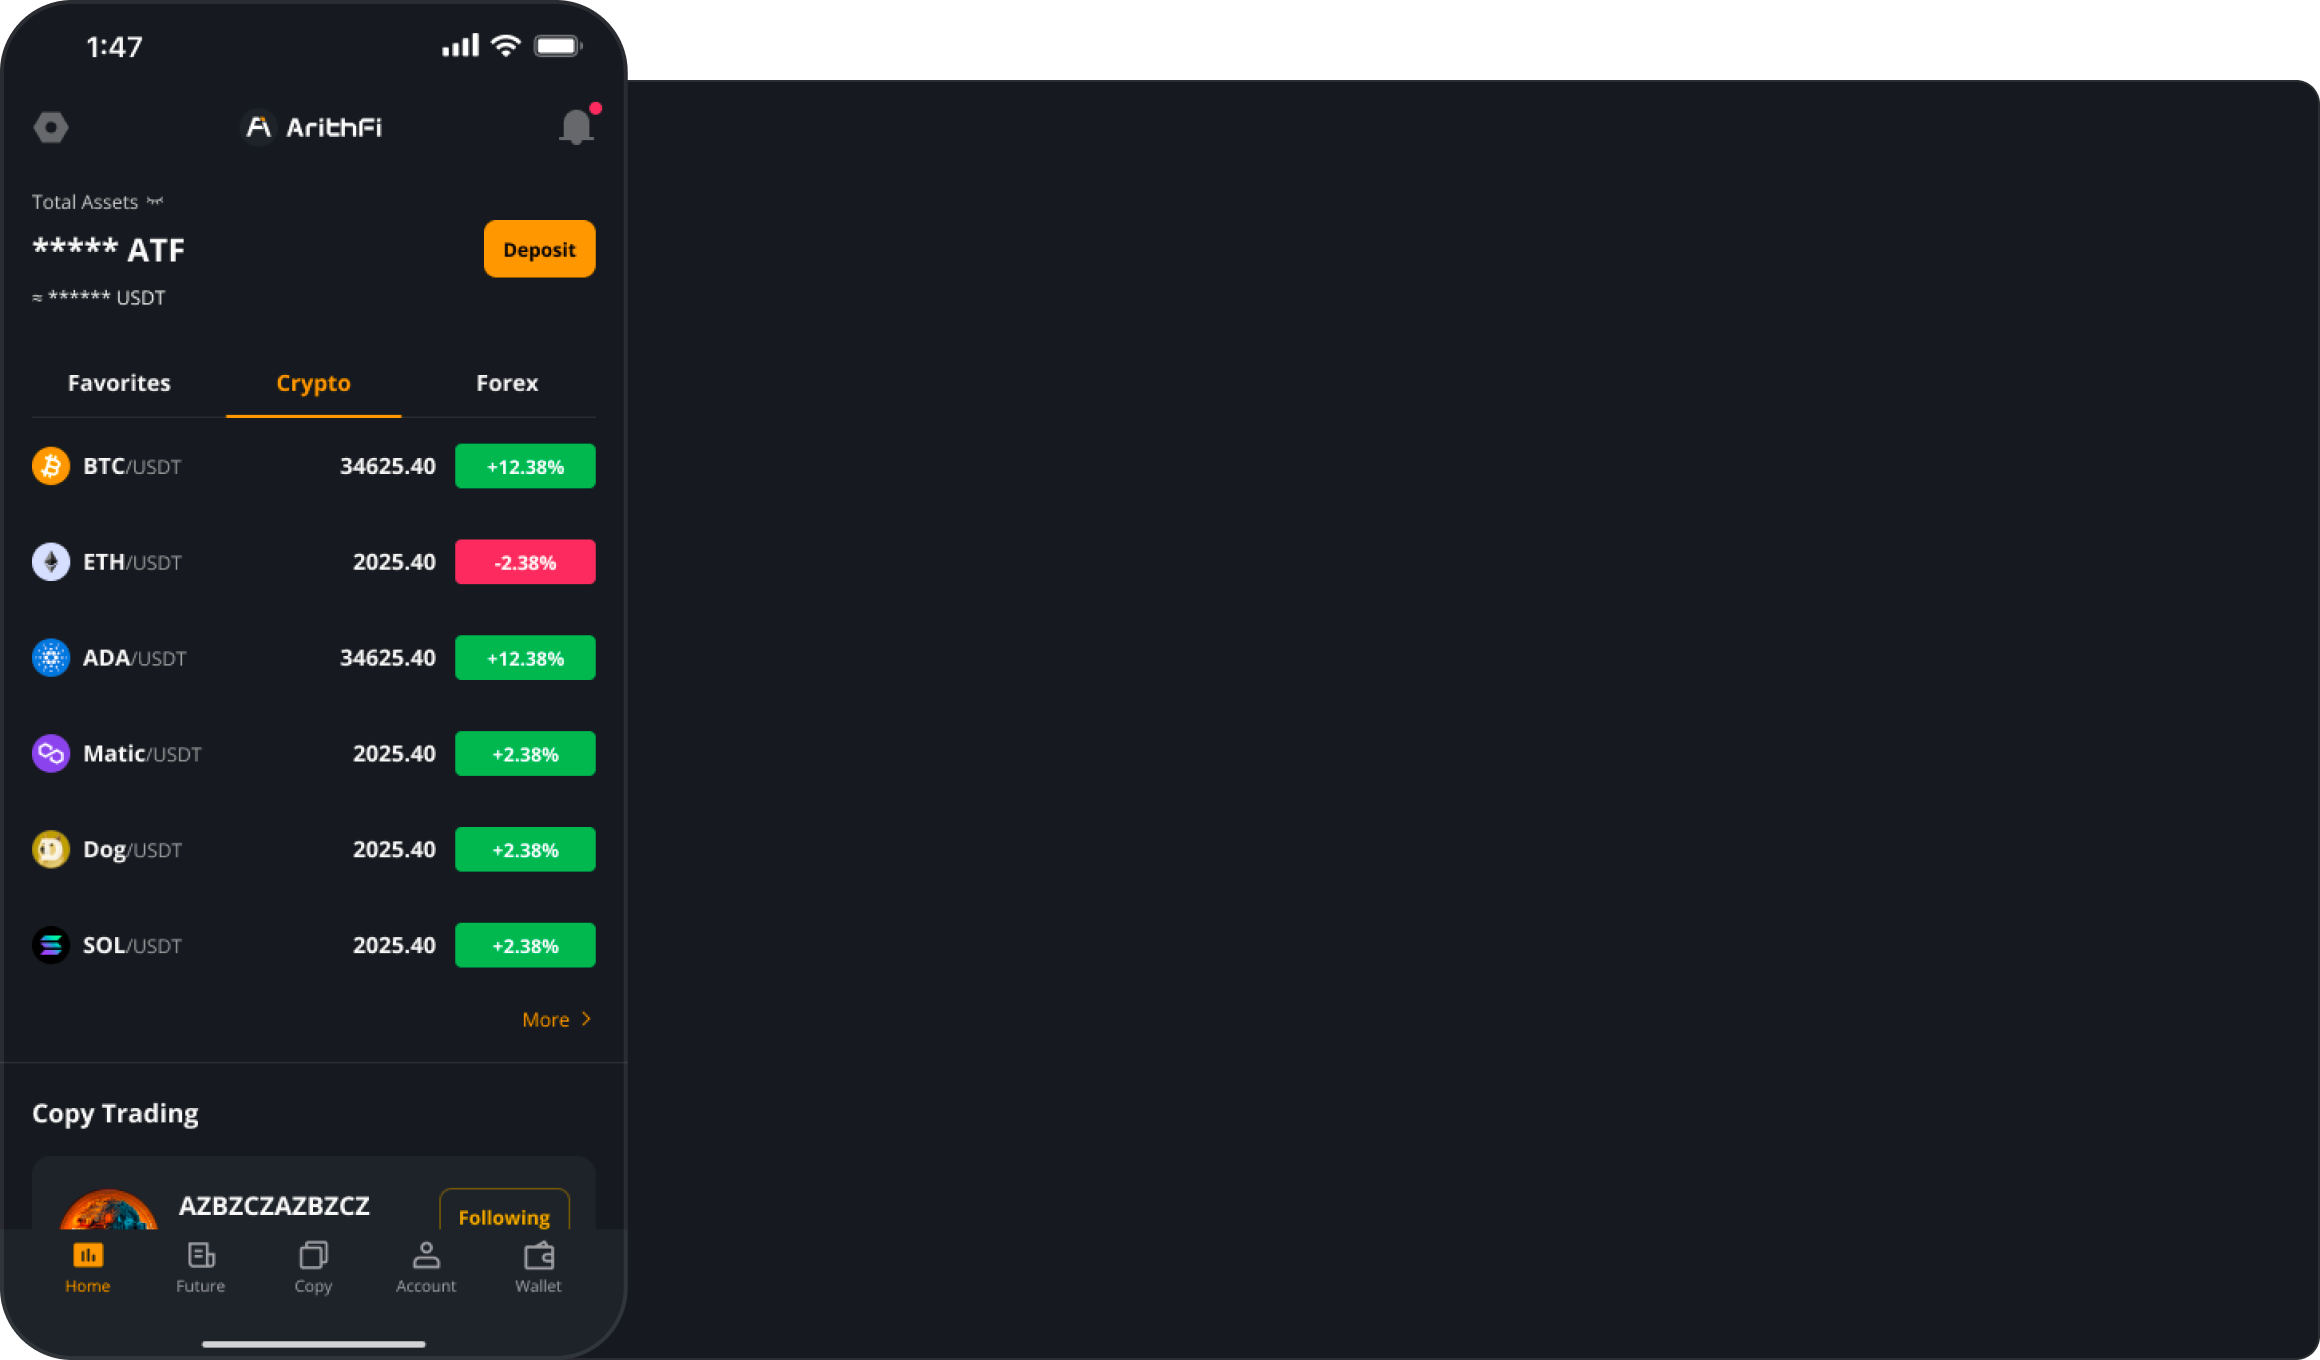 1:47
ArithFi
Total Assets
***** ATF
Deposit
≈ ****** USDT
Favorites Crypto Forex
BTC/USDT 34625.40 +12.38%
ETH/USDT 2025.40 -2.38%
ADA/USDT 34625.40 +12.38%
Matic/USDT 2025.40 +2.38%
Dog/USDT 2025.40 +2.38%
SOL/USDT 2025.40 +2.38%
More >
Copy Trading
AZBZCZAZBZCZ
Following
Home Future Copy Account Wallet